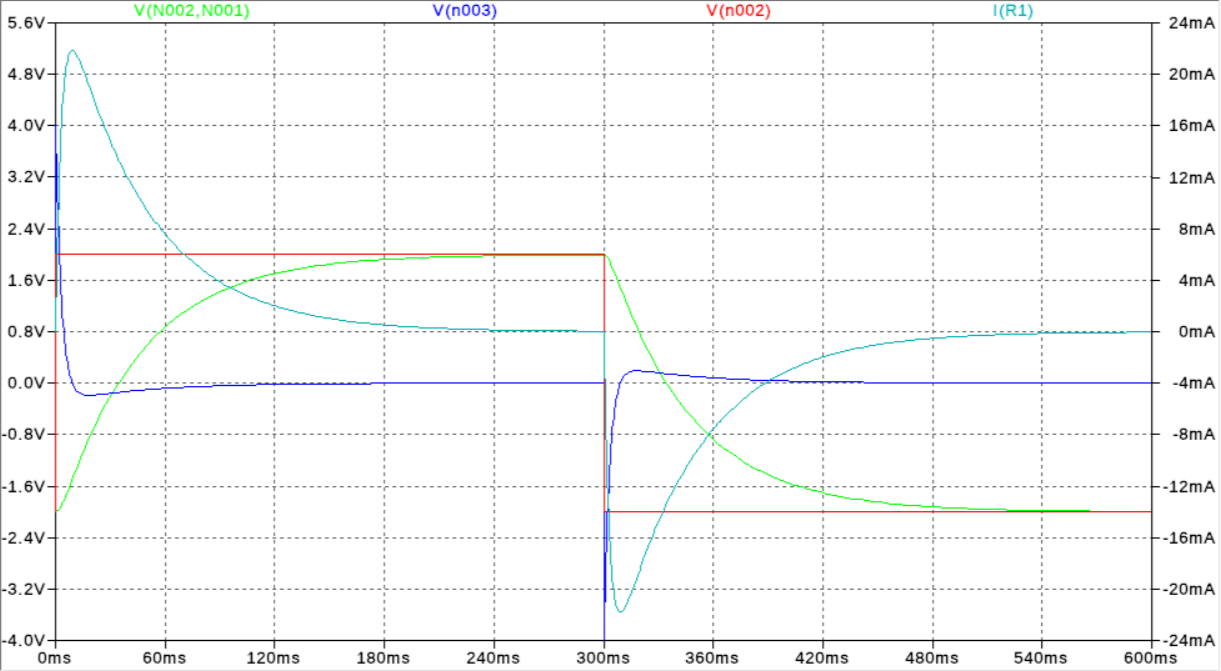 V(N002,N001) V(n003) V(n002) I(R1)
5.6V 24mA
4.8V 20mA
4.0V 16mA
3.2V 12mA
2.4V 8mA
1.6V 4mA
0.8V 0mA
0.0V -4mA
-0.8V -8mA
-1.6V -12mA
-2.4V -16mA
-3.2V -20mA
-4.0V -24mA
0ms 60ms 120ms 180ms 240ms 300ms 360ms 420ms 480ms 540ms 600ms